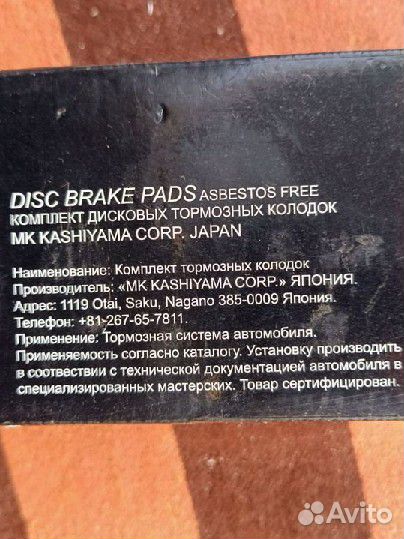 DISC BRAKE PADS ASBESTOS FREE
КОМПЛЕКТ ДИСКОВЫХ ТОРМОЗНЫХ КОЛОДОК
MK KASHIYAMA CORP. JAPAN
Наименование: Комплект тормозных колодок
Производитель: «MK KASHIYAMA CORP.» ЯПОНИЯ.
Адрес: 1119 Otai, Saku, Nagano 385-0009 Япония.
Телефон: +81-267-65-7811.
Применение: Тормозная система автомобиля.
Применяемость согласно каталогу. Установку производить
в соотвествии с технической документацией автомобиля в
специализированных мастерских. Товар сертифицирован.
Avito